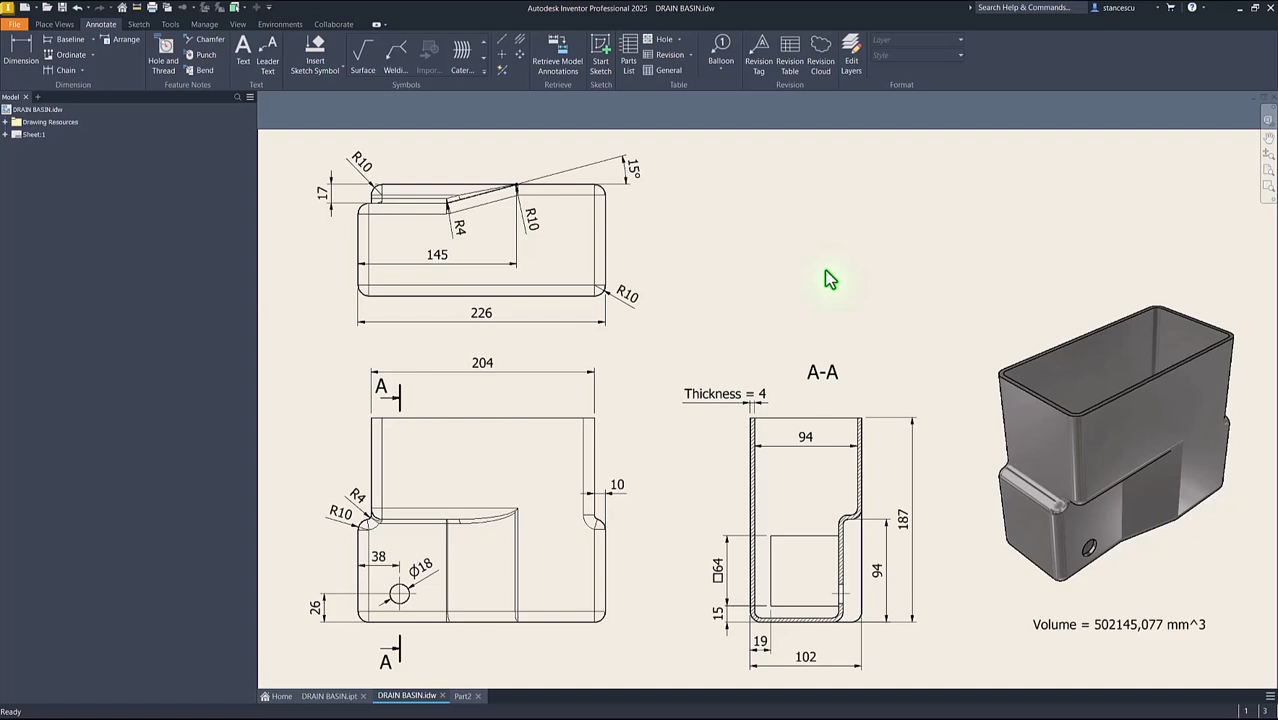 Autodesk Inventor Professional 2025 DRAIN BASIN.idw
Search Help & Commands...
stancescu
File Place Views Annotate Sketch Tools Manage View Environments Collaborate
Dimension
Baseline
Arrange
Ordinate
Chain
Dimension
Hole and Thread
Chamfer
Punch
Bend
Feature Notes
Text
Leader Text
Text
Insert Sketch Symbol
Surface
Weldi...
Impor...
Cater...
Symbols
Retrieve Model Annotations
Retrieve
Start Sketch
Sketch
Parts List
Hole
Revision
General
Table
Balloon
Revision Tag
Revision Table
Revision Cloud
Revision
Edit Layers
Layer
Style
Format
Model
DRAIN BASIN.idw
Drawing Resources
Sheet:1
R10
15°
17
R4
R10
145
R10
226
204
A
R4
R10
10
38
Ø18
26
A
A-A
Thickness = 4
94
187
□64
94
15
19
102
Volume = 502145,077 mm^3
Home DRAIN BASIN.ipt DRAIN BASIN.idw Part2
Ready
1 3